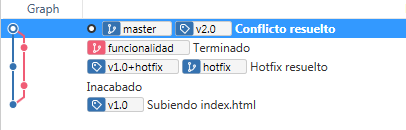 Graph
master v2.0 Conflicto resuelto
funcionalidad Terminado
v1.0+hotfix hotfix Hotfix resuelto
Inacabado
v1.0 Subiendo index.html